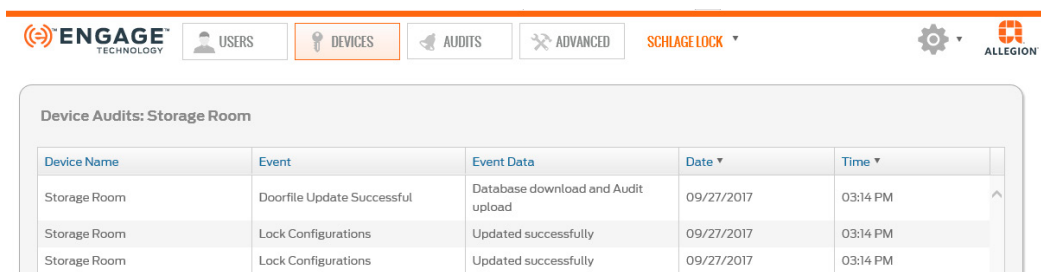 ENGAGE™
TECHNOLOGY
USERS
DEVICES
AUDITS
ADVANCED
SCHLAGE LOCK
ALLEGION
Device Audits: Storage Room
Device Name Event Event Data Date Time
Storage Room Doorfile Update Successful Database download and Audit
upload 09/27/2017 03:14 PM
Storage Room Lock Configurations Updated successfully 09/27/2017 03:14 PM
Storage Room Lock Configurations Updated successfully 09/27/2017 03:14 PM